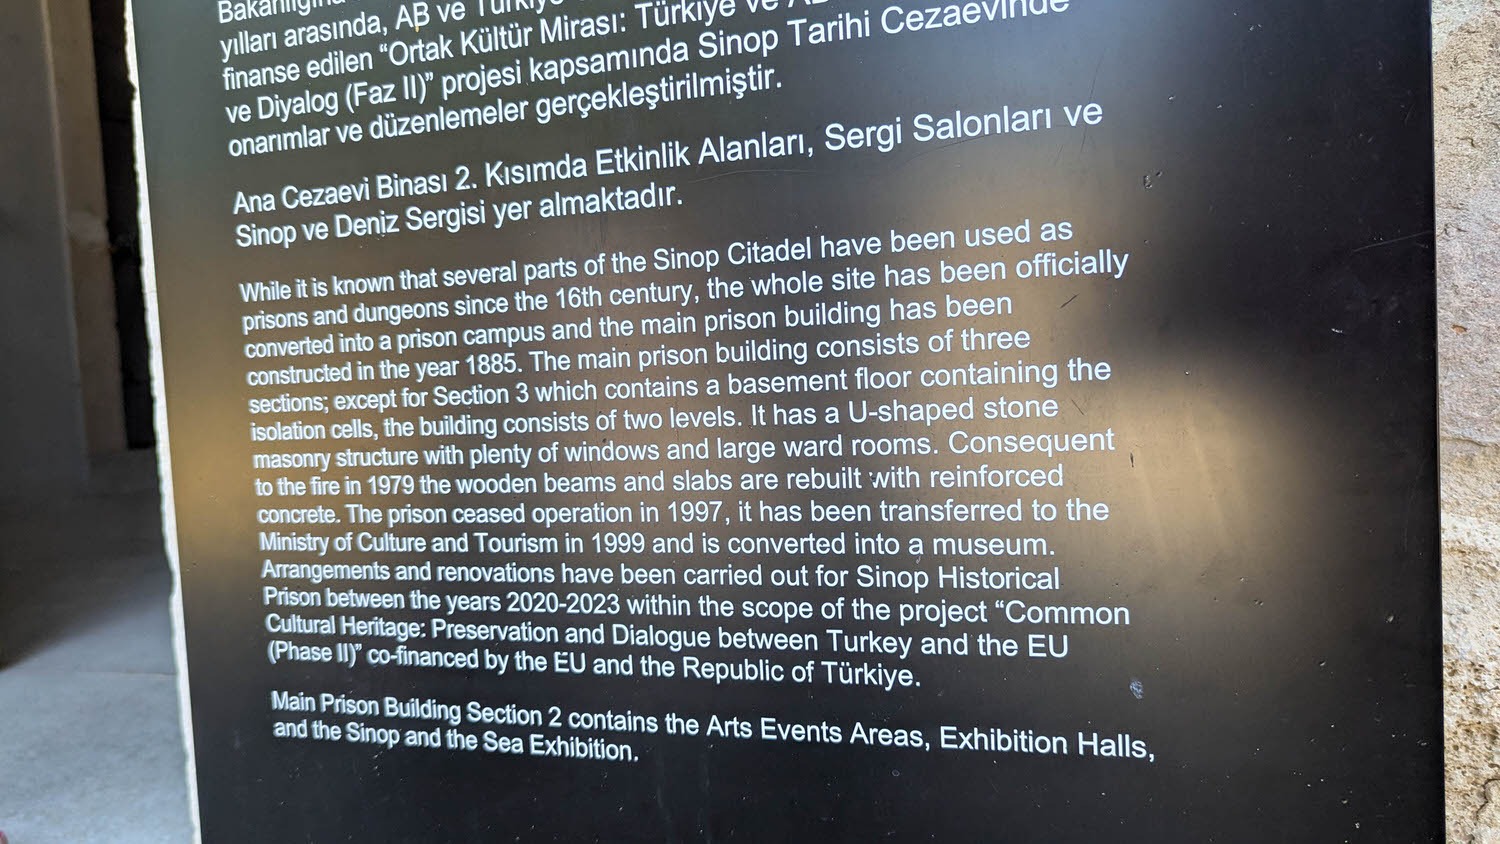 yılları arasında, AB ve Türkiye
finanse edilen “Ortak Kültür Mirası: Türkiye ve
ve Diyalog (Faz II)” projesi kapsamında Sinop Tarihi Cezaevinde
onarımlar ve düzenlemeler gerçekleştirilmiştir.
Ana Cezaevi Binası 2. Kısımda Etkinlik Alanları, Sergi Salonları ve
Sinop ve Deniz Sergisi yer almaktadır.
While it is known that several parts of the Sinop Citadel have been used as
prisons and dungeons since the 16th century, the whole site has been officially
converted into a prison campus and the main prison building has been
constructed in the year 1885. The main prison building consists of three
sections; except for Section 3 which contains a basement floor containing the
isolation cells, the building consists of two levels. It has a U-shaped stone
masonry structure with plenty of windows and large ward rooms. Consequent
to the fire in 1979 the wooden beams and slabs are rebuilt with reinforced
concrete. The prison ceased operation in 1997, it has been transferred to the
Ministry of Culture and Tourism in 1999 and is converted into a museum.
Arrangements and renovations have been carried out for Sinop Historical
Prison between the years 2020-2023 within the scope of the project “Common
Cultural Heritage: Preservation and Dialogue between Turkey and the EU
(Phase II)” co-financed by the EU and the Republic of Türkiye.
Main Prison Building Section 2 contains the Arts Events Areas, Exhibition Halls,
and the Sinop and the Sea Exhibition.